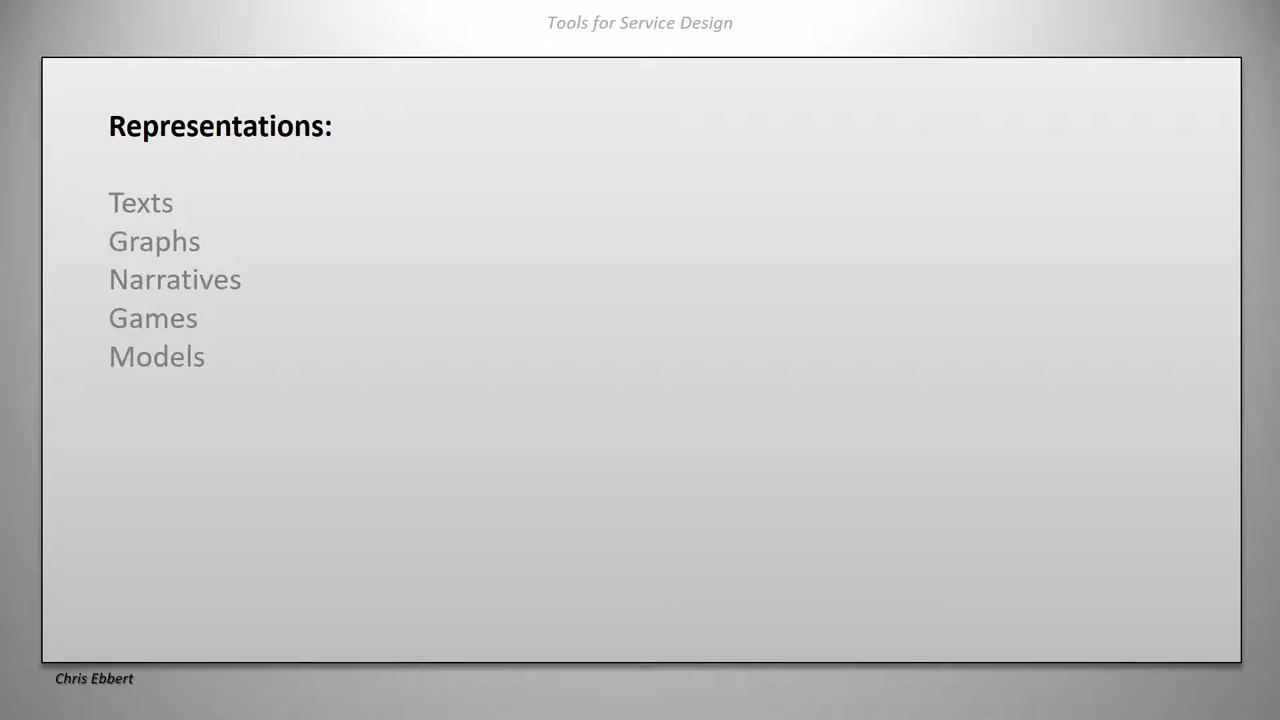 Tools for Service Design
Representations:
Texts
Graphs
Narratives
Games
Models
Chris Ebbert